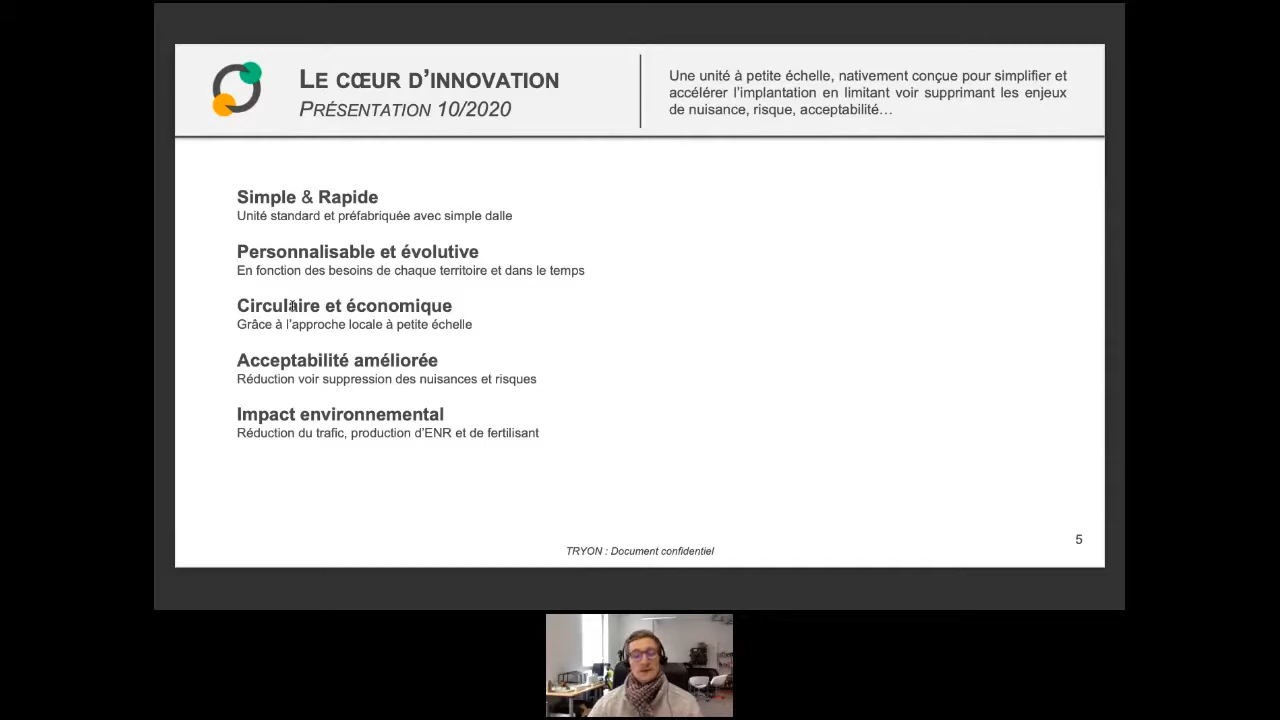 LE CŒUR D’INNOVATION
PRÉSENTATION 10/2020
Une unité à petite échelle, nativement conçue pour simplifier et
accélérer l’implantation en limitant voir supprimant les enjeux
de nuisance, risque, acceptabilité…
Simple & Rapide
Unité standard et préfabriquée avec simple dalle
Personnalisable et évolutive
En fonction des besoins de chaque territoire et dans le temps
Circulaire et économique
Grâce à l’approche locale à petite échelle
Acceptabilité améliorée
Réduction voir suppression des nuisances et risques
Impact environnemental
Réduction du trafic, production d’ENR et de fertilisant
5
TRYON : Document confidentiel